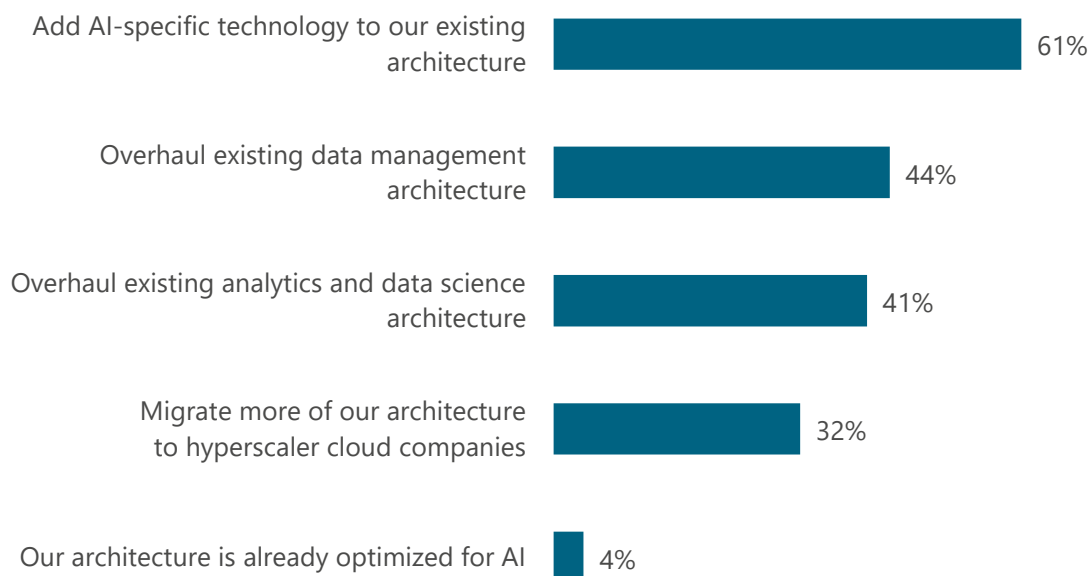 Add AI-specific technology to our existing
architecture
61%
Overhaul existing data management
architecture
44%
Overhaul existing analytics and data science
architecture
41%
Migrate more of our architecture
to hyperscaler cloud companies
32%
Our architecture is already optimized for AI
4%